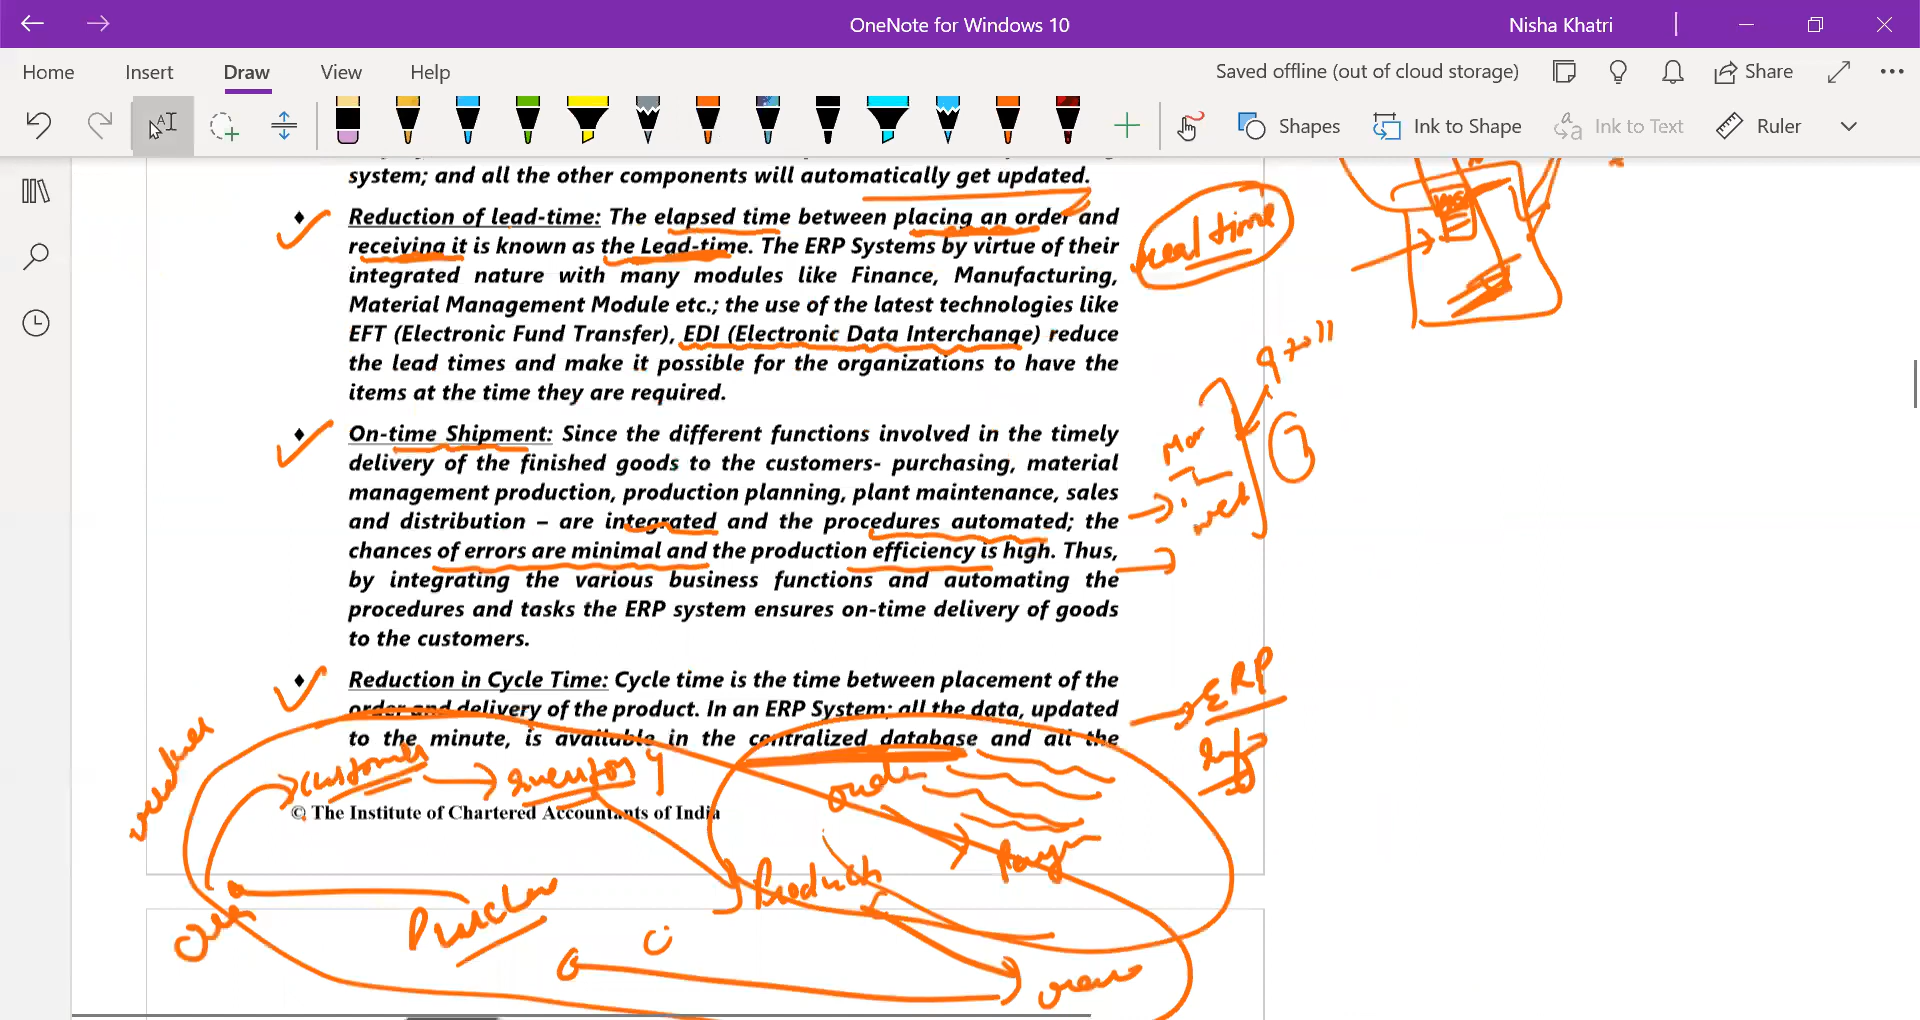 OneNote for Windows 10
Nisha Khatri
Home Insert Draw View Help
Saved offline (out of cloud storage)
Share
Shapes
Ink to Shape
Ink to Text
Ruler
system; and all the other components will automatically get updated.
♦ Reduction of lead-time: The elapsed time between placing an order and
receiving it is known as the Lead-time. The ERP Systems by virtue of their
integrated nature with many modules like Finance, Manufacturing,
Material Management Module etc.; the use of the latest technologies like
EFT (Electronic Fund Transfer), EDI (Electronic Data Interchange) reduce
the lead times and make it possible for the organizations to have the
items at the time they are required.
real time
♦ On-time Shipment: Since the different functions involved in the timely
delivery of the finished goods to the customers- purchasing, material
management production, production planning, plant maintenance, sales
and distribution – are integrated and the procedures automated; the
chances of errors are minimal and the production efficiency is high. Thus,
by integrating the various business functions and automating the
procedures and tasks the ERP system ensures on-time delivery of goods
to the customers.
♦ Reduction in Cycle Time: Cycle time is the time between placement of the
order and delivery of the product. In an ERP System; all the data, updated
to the minute, is available in the centralized database and all the
ERP
customer
Inventory
© The Institute of Chartered Accountants of India